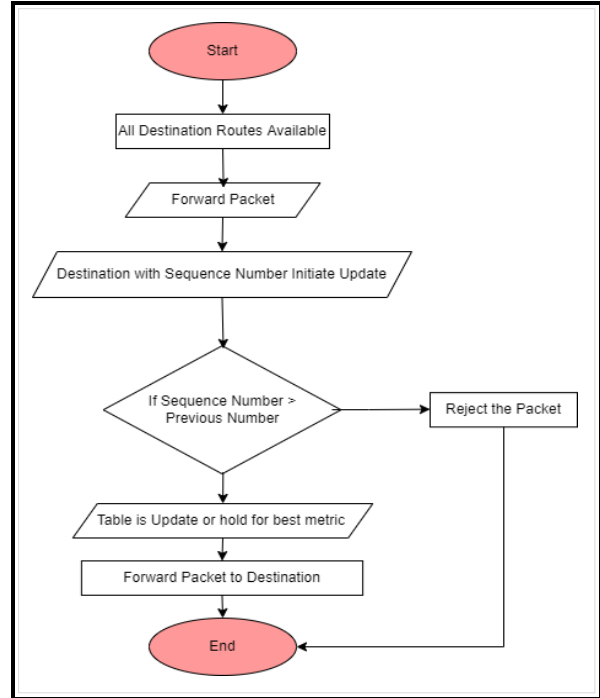 Start
All Destination Routes Available
Forward Packet
Destination with Sequence Number Initiate Update
If Sequence Number >
Previous Number
Reject the Packet
Table is Update or hold for best metric
Forward Packet to Destination
End